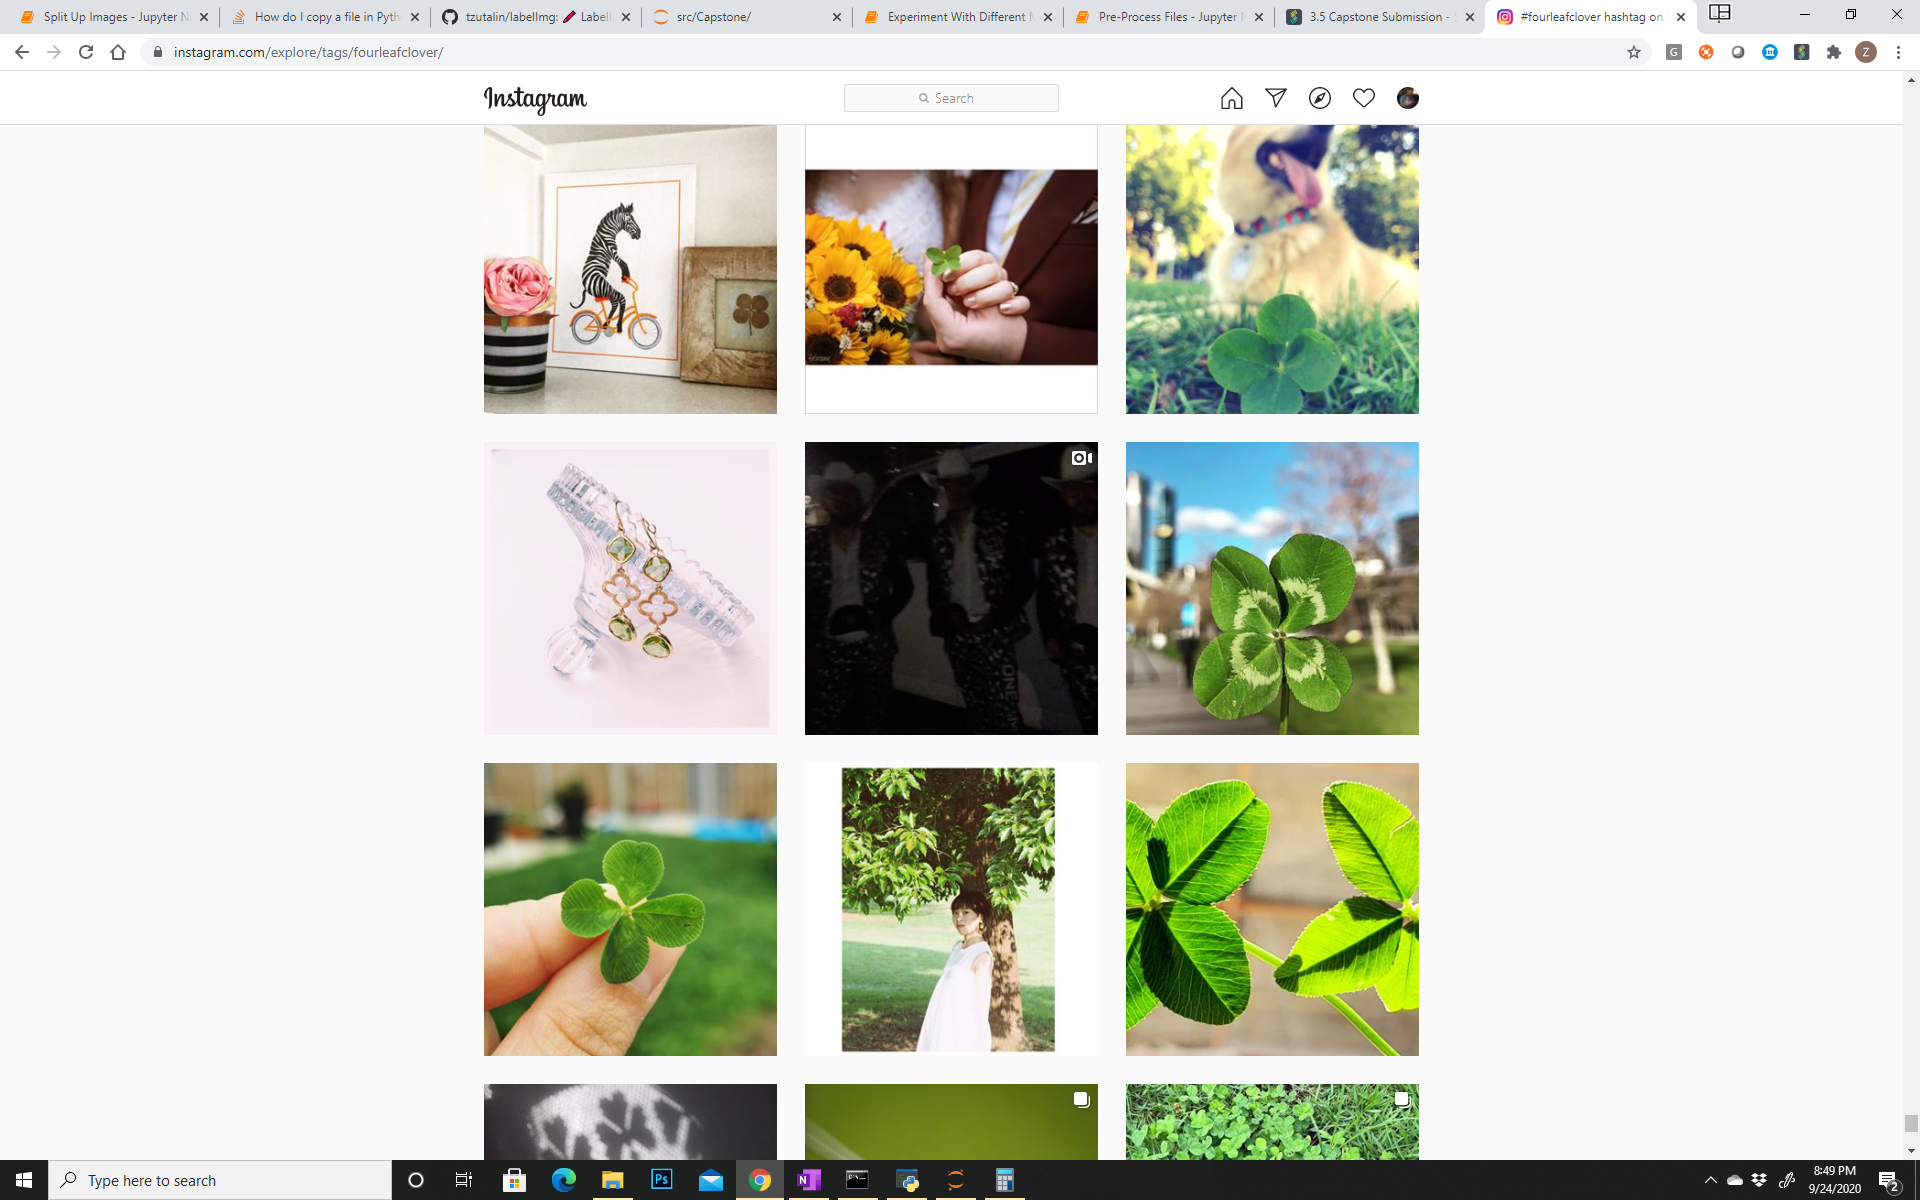 Split Up Images - Jupyter N
How do I copy a file in Pyth
tzutalin/labelImg: Label
src/Capstone/
Experiment With Different M
Pre-Process Files - Jupyter N
3.5 Capstone Submission - S
#fourleafclover hashtag on
instagram.com/explore/tags/fourleafclover/
G
Z
Instagram
Search
Type here to search
Ps
N
8:49 PM
9/24/2020
2